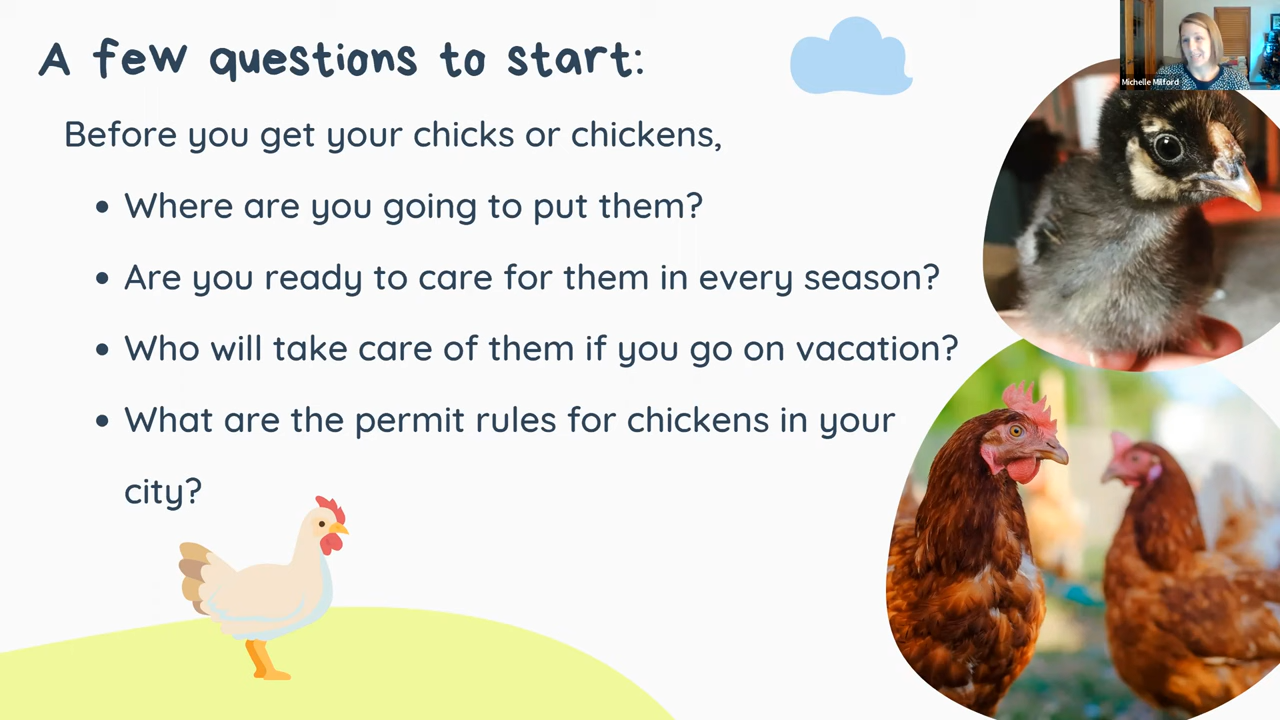 A few questions to start:
Michelle Milford
Before you get your chicks or chickens,
• Where are you going to put them?
• Are you ready to care for them in every season?
• Who will take care of them if you go on vacation?
• What are the permit rules for chickens in your
city?